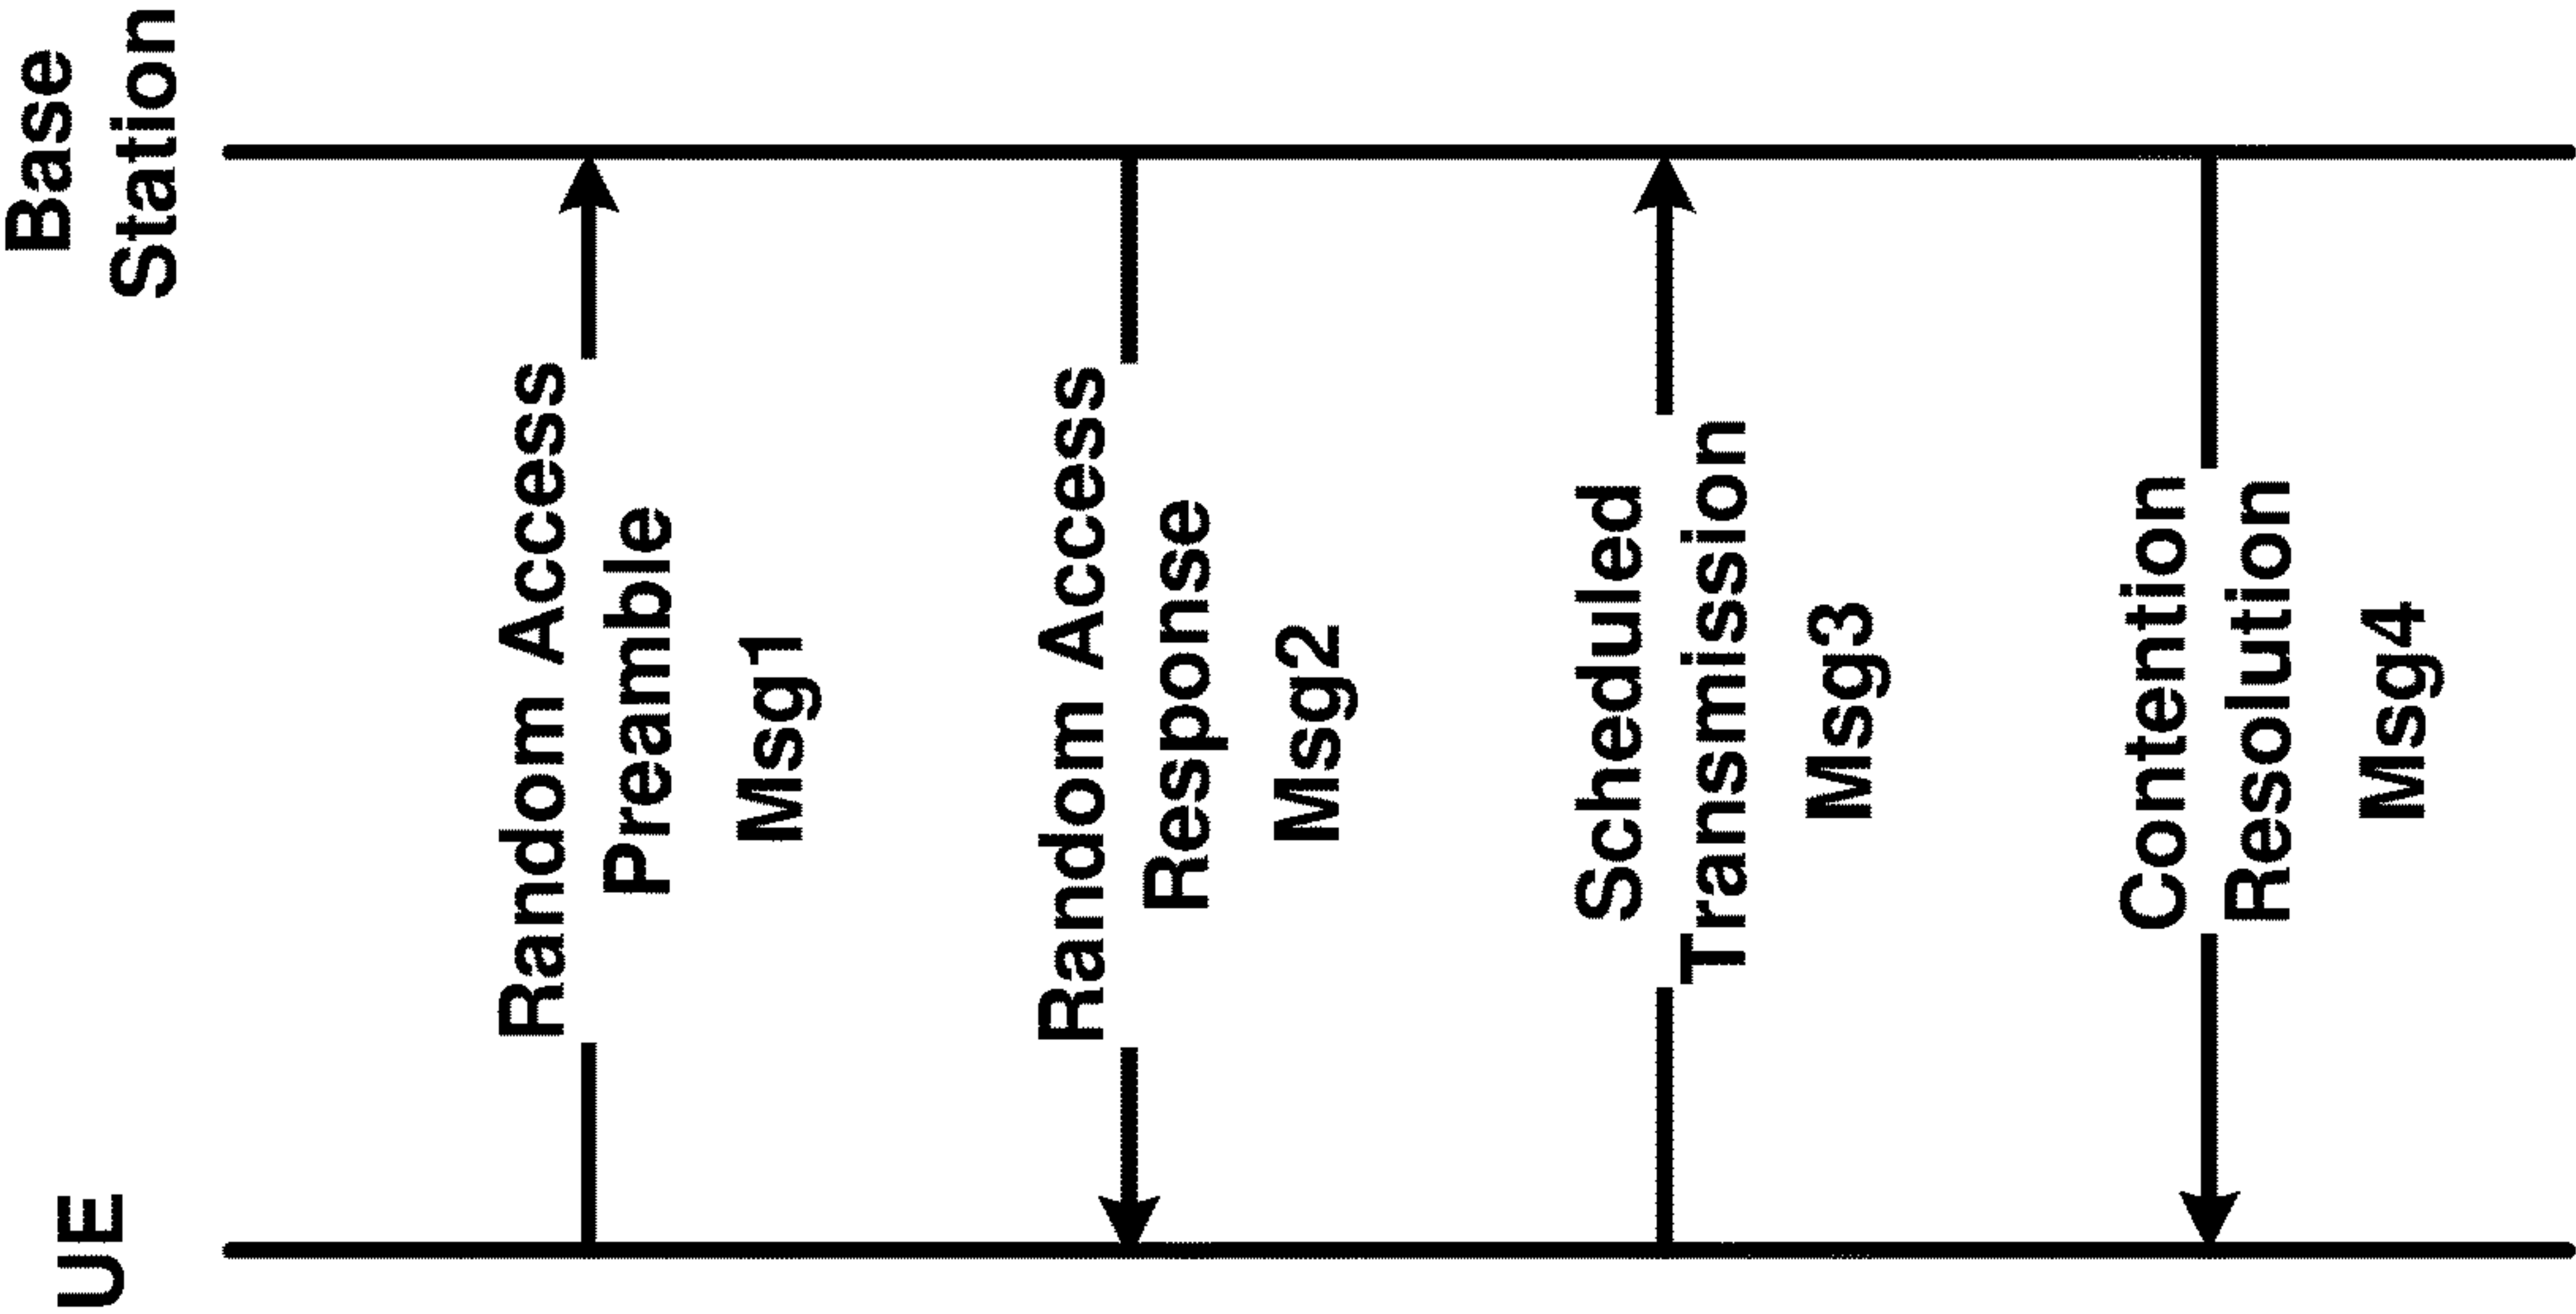 UE
Base
Station
Random Access
Preamble
Msg1
Random Access
Response
Msg2
Scheduled
Transmission
Msg3
Contention
Resolution
Msg4